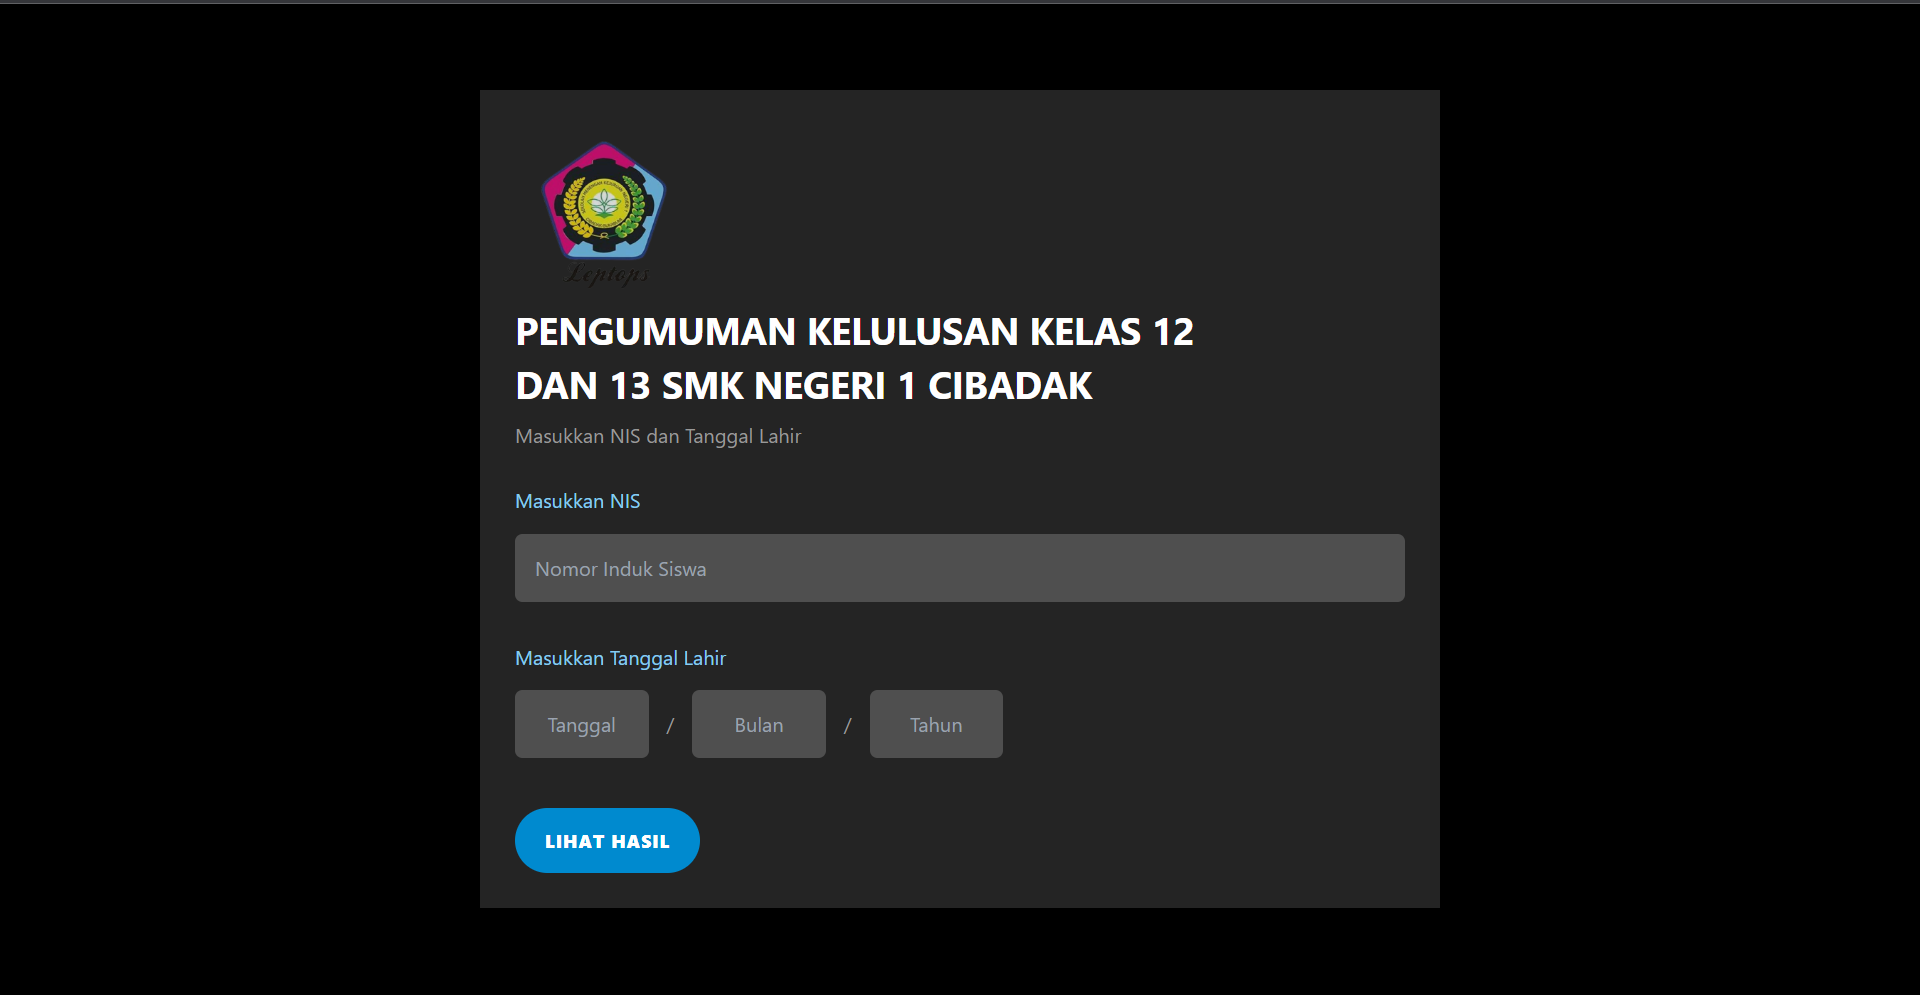 Leptops
PENGUMUMAN KELULUSAN KELAS 12
DAN 13 SMK NEGERI 1 CIBADAK
Masukkan NIS dan Tanggal Lahir
Masukkan NIS
Nomor Induk Siswa
Masukkan Tanggal Lahir
Tanggal / Bulan / Tahun
LIHAT HASIL